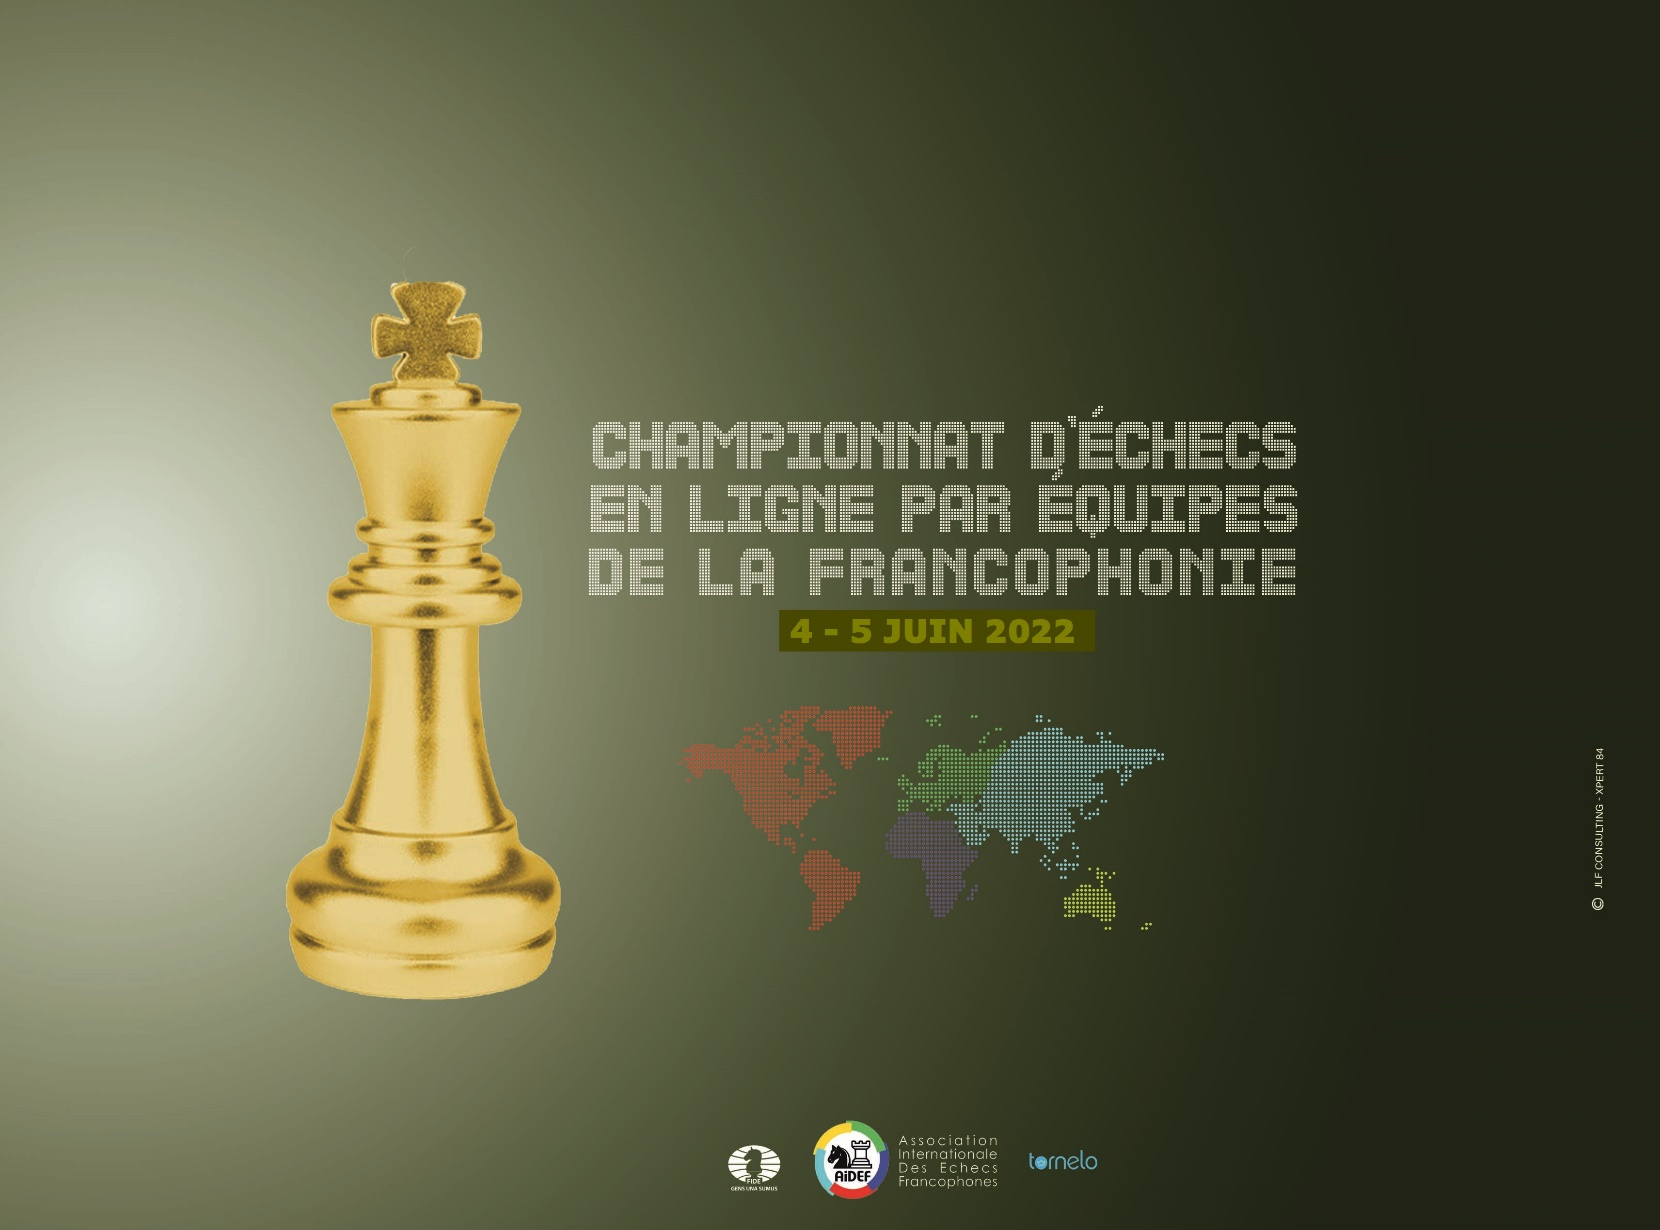 CHAMPIONNAT D'ÉCHECS
EN LIGNE PAR ÉQUIPES
DE LA FRANCOPHONIE
4 - 5 JUIN 2022
© JLF CONSULTING - XPERT 84
FIDE
GENS UNA SUMUS
AiDEF
Association
Internationale
Des Echecs
Francophones
tornelo